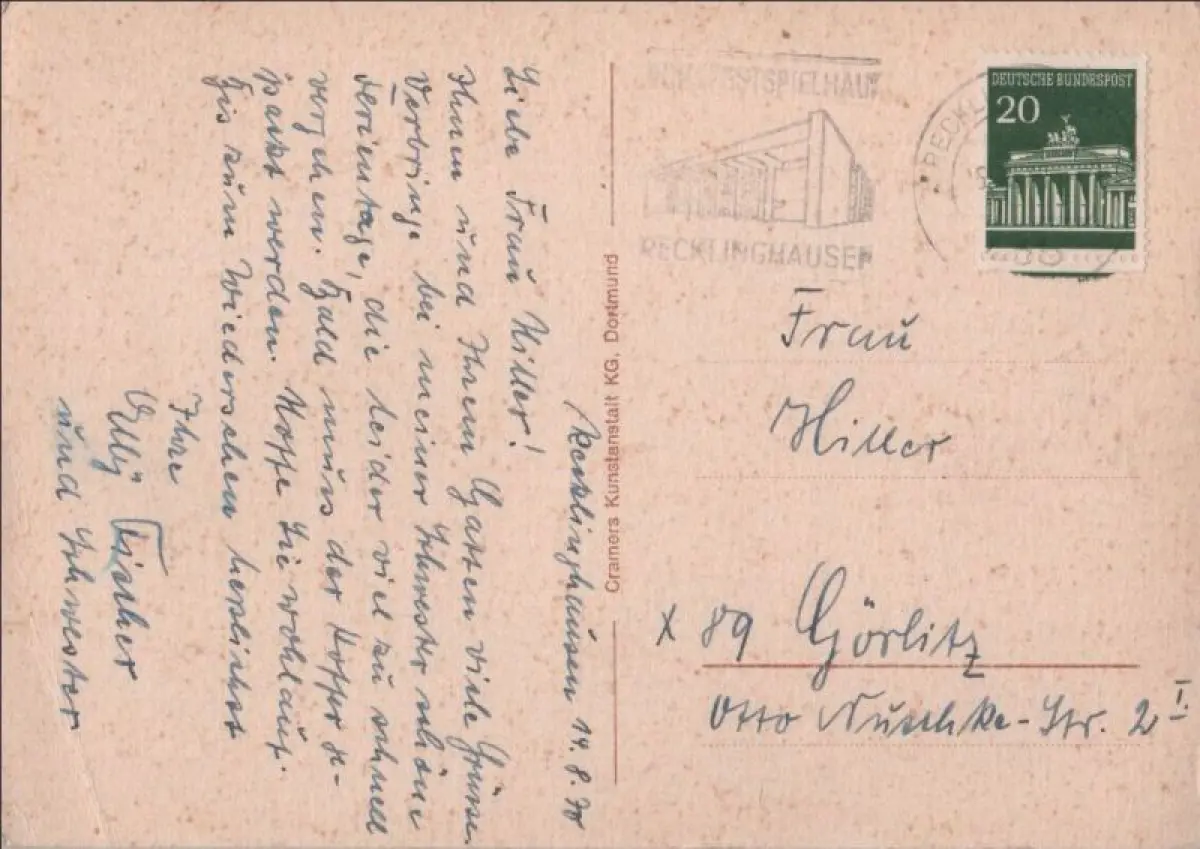 Recklinghausen 14. 8. 70
Liebe Frau Hiller!
Ihnen und Ihrem Gatten viele Grüsse.
Verbringe bei meiner Schwester schöne
Ferientage, die leider viel zu schnell
vergehen. Bald muss der Koffer ge-
packt werden. Hoffe Sie wohlauf.
Bis zum Wiedersehen herzlichst
Ihre
Elly Fischer
und Schwester
Cramers Kunstanstalt KG, Dortmund
FESTSPIELHAUS
RECKLINGHAUSEN
DEUTSCHE BUNDESPOST
20
Frau
Hiller
X 89 Görlitz
Otto Nuschke-Str. 2 I.